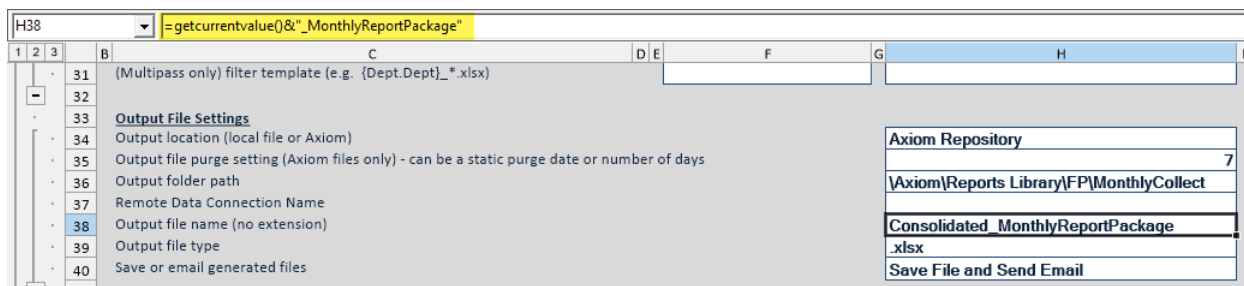 H38 =getcurrentvalue()&"_MonthlyReportPackage"
1 2 3 B C D E F G H
31 (Multipass only) filter template (e.g. {Dept.Dept}_*.xlsx)
32
33 Output File Settings
34 Output location (local file or Axiom) Axiom Repository
35 Output file purge setting (Axiom files only) - can be a static purge date or number of days 7
36 Output folder path \Axiom\Reports Library\FP\MonthlyCollect
37 Remote Data Connection Name
38 Output file name (no extension) Consolidated_MonthlyReportPackage
39 Output file type .xlsx
40 Save or email generated files Save File and Send Email